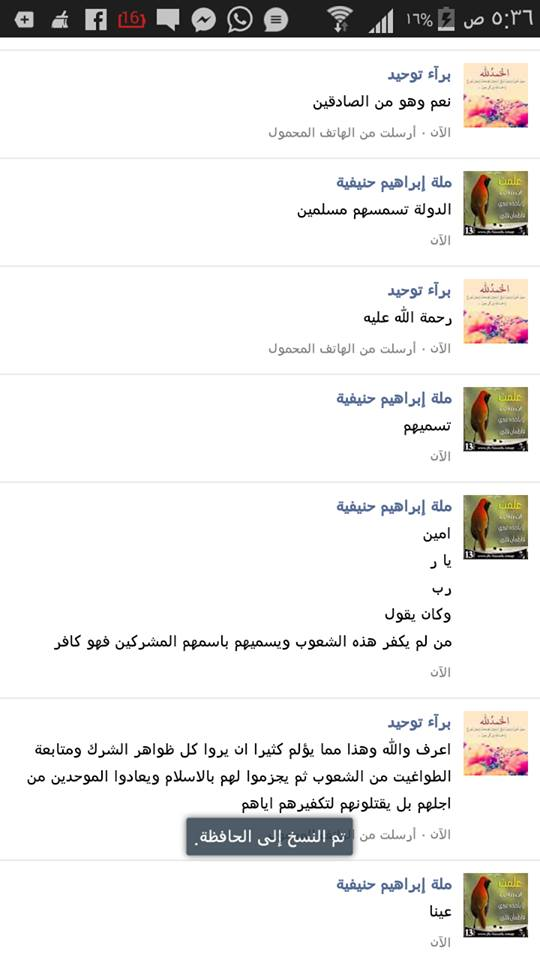 ٥:٣٦ ص
١٦%
16
برآء توحيد
نعم وهو من الصادقين
الآن · أرسلت من الهاتف المحمول
ملة إبراهيم حنيفية
الدولة تسمسهم مسلمين
الآن
برآء توحيد
رحمة الله عليه
الآن · أرسلت من الهاتف المحمول
ملة إبراهيم حنيفية
تسميهم
الآن
ملة إبراهيم حنيفية
امين
يا ر
رب
وكان يقول
من لم يكفر هذه الشعوب ويسميهم باسمهم المشركين فهو كافر
الآن
برآء توحيد
اعرف والله وهذا مما يؤلم كثيرا ان يروا كل ظواهر الشرك ومتابعة
الطواغيت من الشعوب ثم يجزموا لهم بالاسلام ويعادوا الموحدين من
اجلهم بل يقتلونهم لتكفيرهم اياهم
الآن · أرسلت من
تم النسخ إلى الحافظة.
ملة إبراهيم حنيفية
عينا
الآن